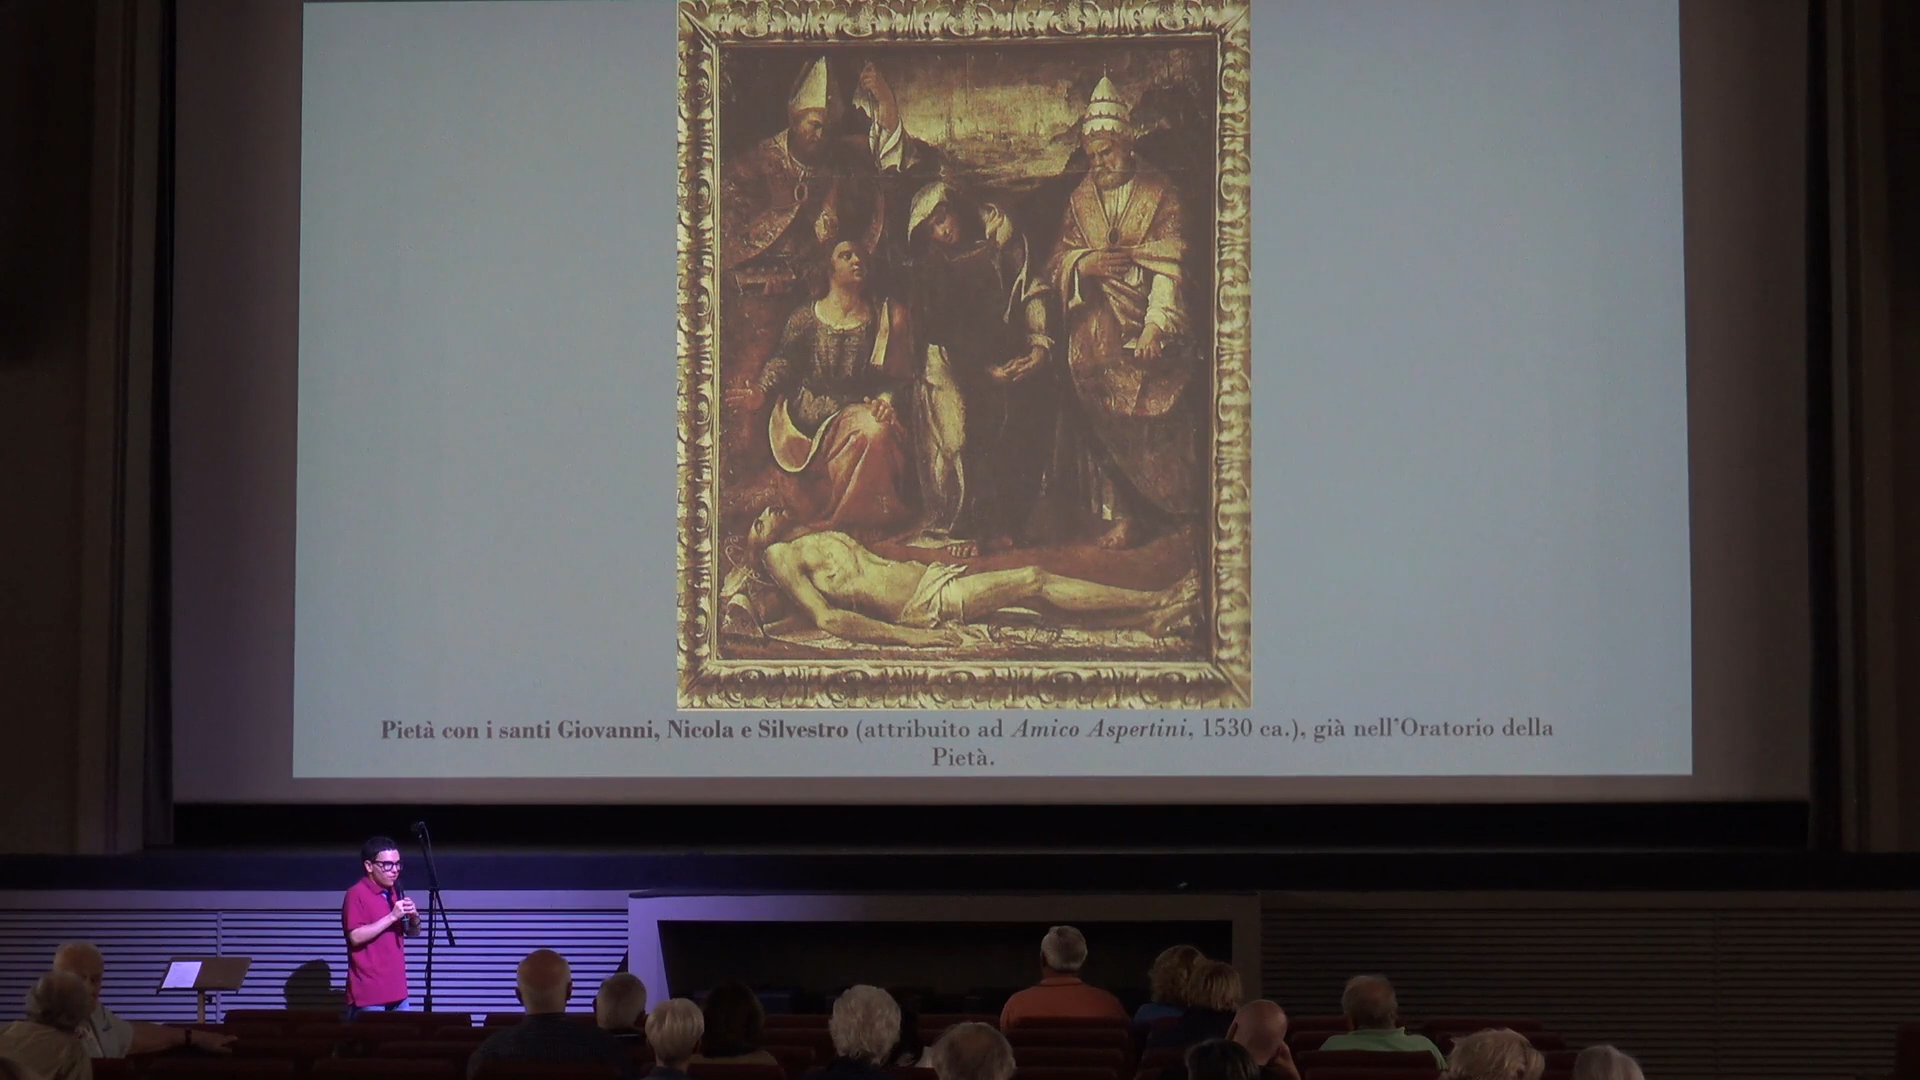 Pietà con i santi Giovanni, Nicola e Silvestro (attribuito ad Amico Aspertini, 1530 ca.), già nell'Oratorio della
Pietà.